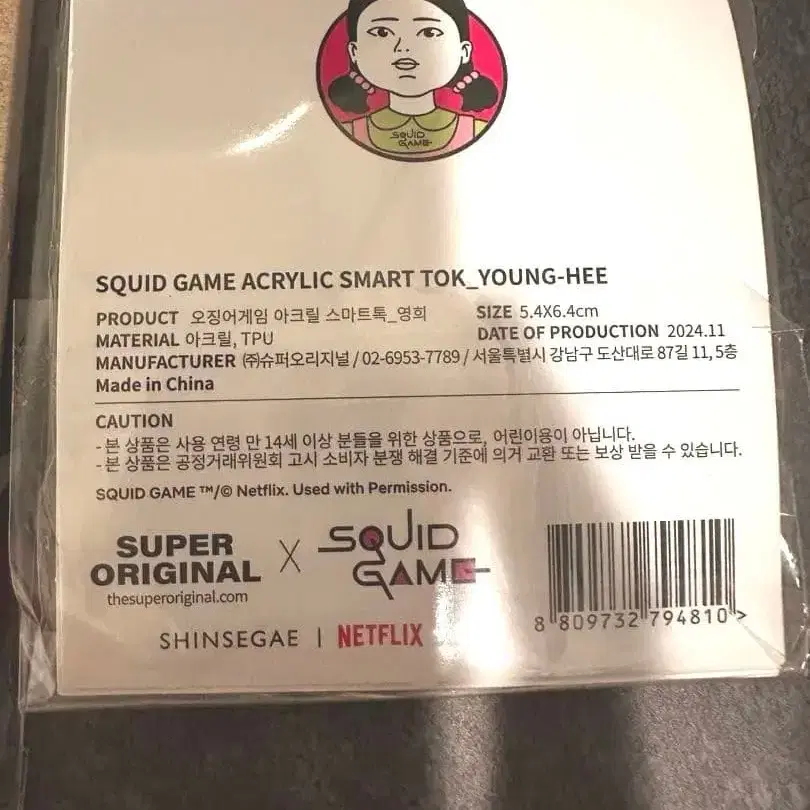 SQUID
GAME
SQUID GAME ACRYLIC SMART TOK_YOUNG-HEE
PRODUCT 오징어게임 아크릴 스마트톡_영희
SIZE 5.4X6.4cm
MATERIAL 아크릴, TPU
DATE OF PRODUCTION 2024.11
MANUFACTURER ㈜슈퍼오리지널 / 02-6953-7789 / 서울특별시 강남구 도산대로 87길 11, 5층
Made in China
CAUTION
- 본 상품은 사용 연령 만 14세 이상 분들을 위한 상품으로, 어린이용이 아닙니다.
- 본 상품은 공정거래위원회 고시 소비자 분쟁 해결 기준에 의거 교환 또는 보상 받을 수 있습니다.
SQUID GAME ™/© Netflix. Used with Permission.
SUPER
ORIGINAL
thesuperoriginal.com
X
SQUID
GAME
SHINSEGAE | NETFLIX
8 809732 794810 >